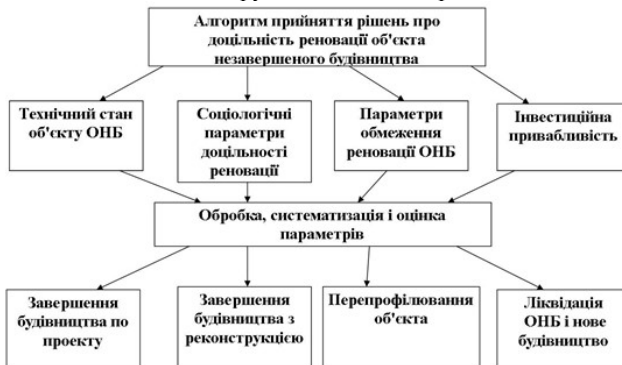 Алгоритм прийняття рішень про
доцільність реновації об'єкта
незавершеного будівництва
Технічний стан
об'єкту ОНБ
Соціологічні
параметри
доцільності
реновації
Параметри
обмеження
реновації ОНБ
Інвестиційна
привабливість
Обробка, систематизація і оцінка
параметрів
Завершення
будівництва по
проекту
Завершення
будівництва з
реконструкцією
Перепрофілювання
об'єкта
Ліквідація
ОНБ і нове
будівництво